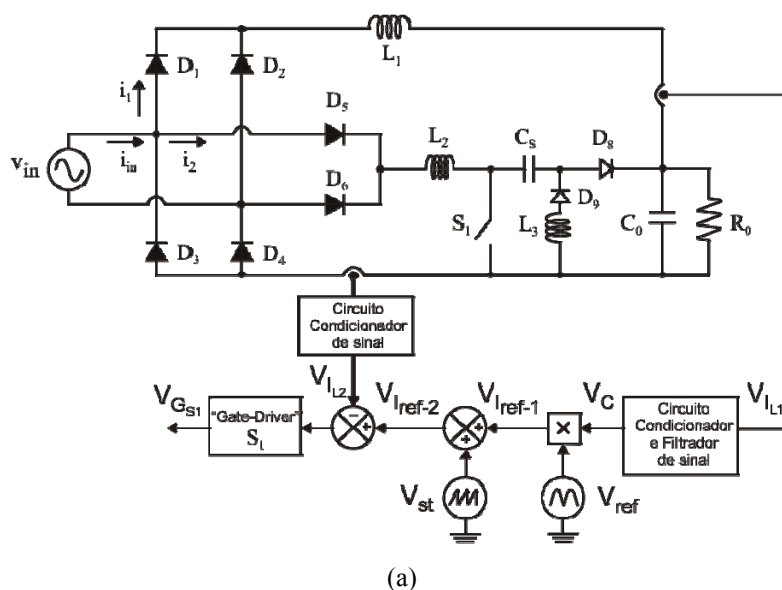 L1
D1
D2
i1
D5
L2
Cs
D8
vin
iin
i2
D6
S1
D9
L3
C0
R0
D3
D4
Circuito
Condicionador
de sinal
VIL2
VGS1
"Gate-Driver"
S1
VIref-2
VIref-1
VC
Circuito
Condicionador
e Filtrador
de sinal
VIL1
Vst
Vref
(a)